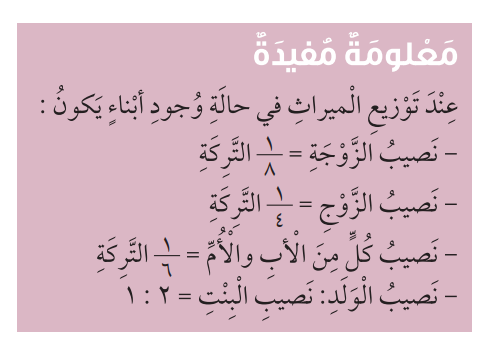 مَعْلومَةٌ مُفيدَةٌ
عِنْدَ تَوْزيعِ الْميراثِ في حالَةِ وُجودِ أَبْناءٍ يَكونُ :
– نَصيبُ الزَّوْجَةِ = ١/٨ التَّرِكَةِ
– نَصيبُ الزَّوْجِ = ١/٤ التَّرِكَةِ
– نَصيبُ كُلٍّ مِنَ الْأَبِ والْأُمِّ = ١/٦ التَّرِكَةِ
– نَصيبُ الْوَلَدِ: نَصيبِ الْبِنْتِ = ٢ : ١